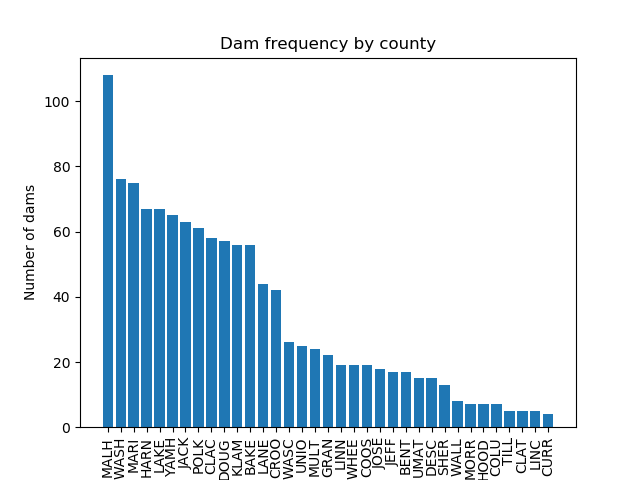 Dam frequency by county
Number of dams
100
80
60
40
20
0
MALH
WASH
MARI
HARN
LAKE
YAMH
JACK
POLK
CLAC
DOUG
KLAM
BAKE
LANE
CROO
WASC
UNIO
MULT
GRAN
LINN
WHEE
COOS
JOSE
JEFF
BENT
UMAT
DESC
SHER
WALL
MORR
HOOD
COLU
TILL
CLAT
LINC
CURR